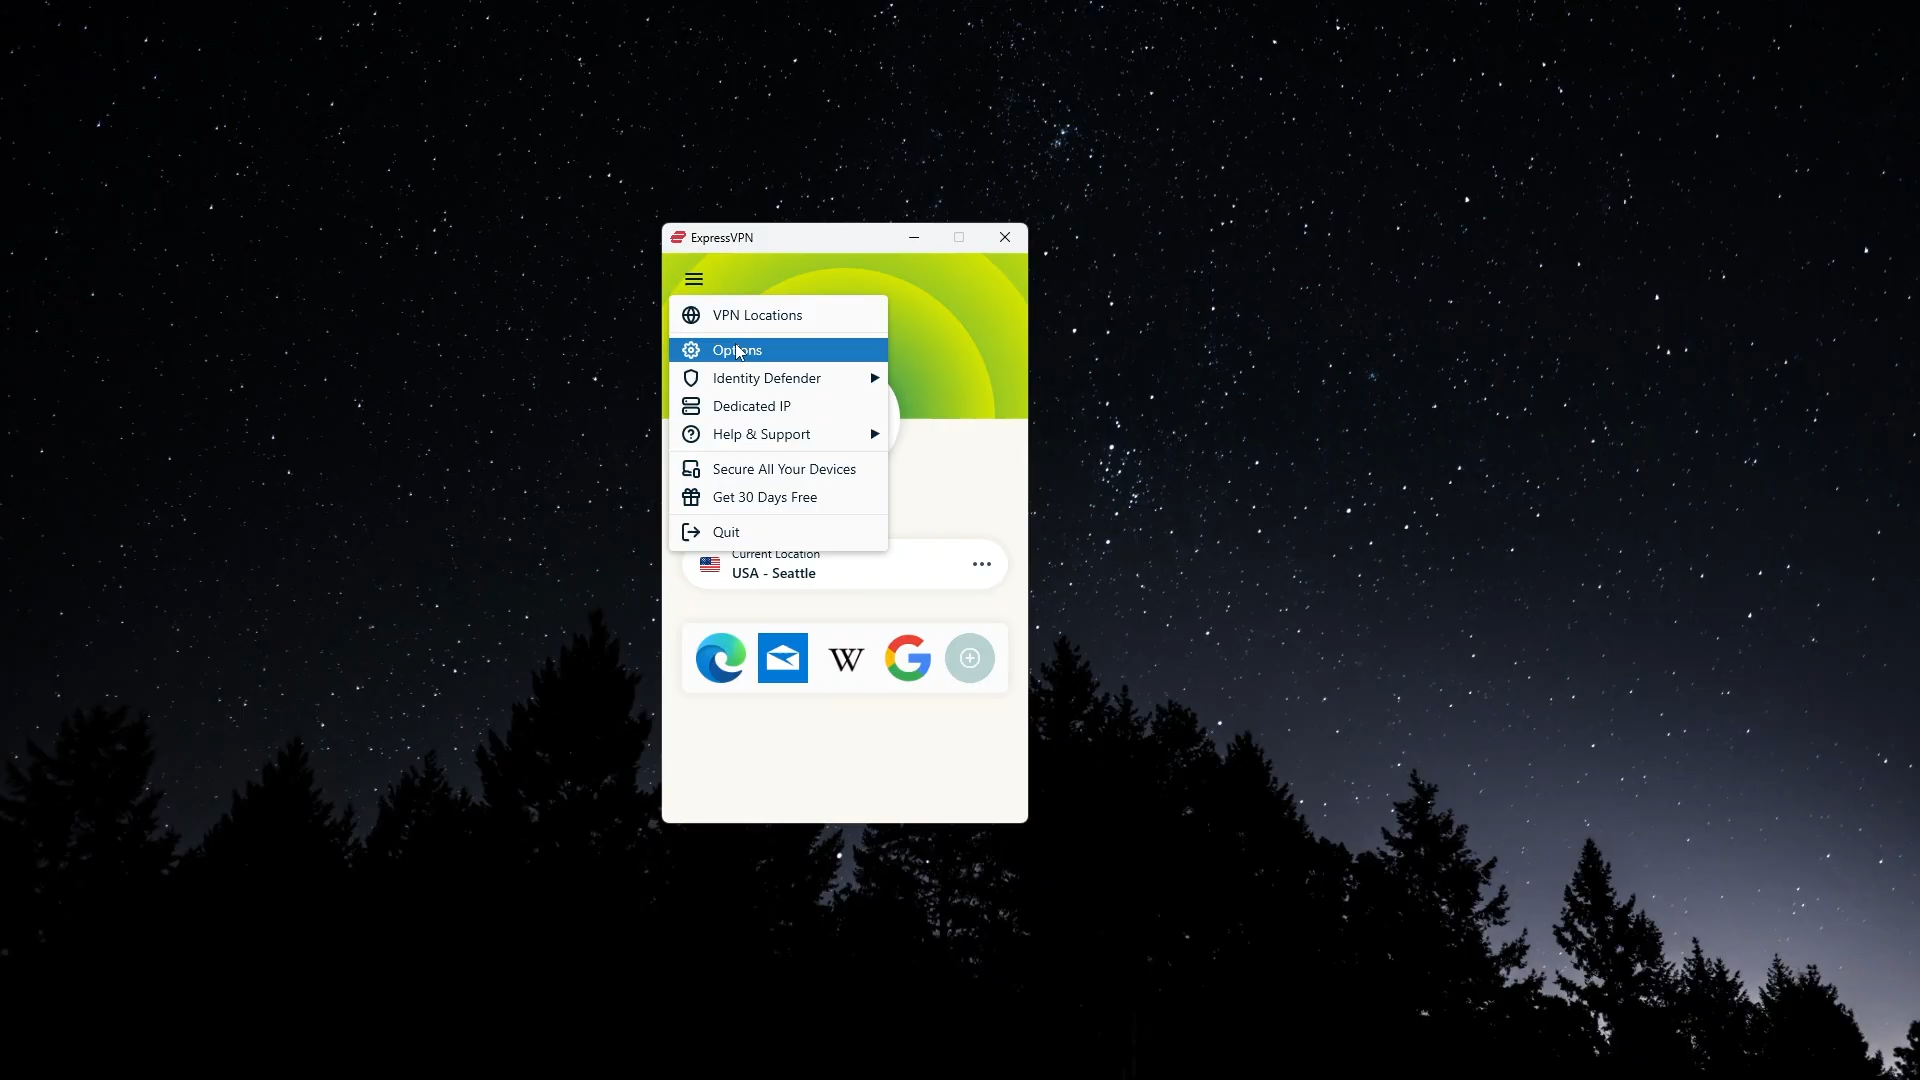 ExpressVPN
VPN Locations
Options
Identity Defender
Dedicated IP
Help & Support
Secure All Your Devices
Get 30 Days Free
Quit
Current Location
USA - Seattle
W
G